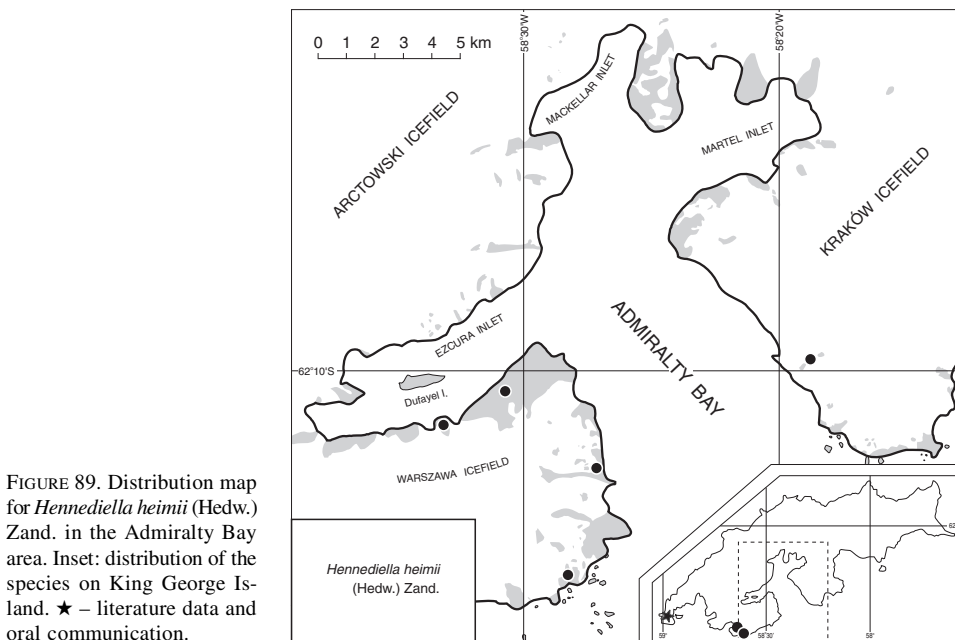 0 1 2 3 4 5 km
58°30'W
58°20'W
MACKELLAR INLET
MARTEL INLET
ARCTOWSKI ICEFIELD
KRAKÓW ICEFIELD
EZCURA INLET
ADMIRALTY BAY
62°10'S
Dufayel I.
WARSZAWA ICEFIELD
Hennediella heimii
(Hedw.) Zand.
62
59°
58°30'
58°
FIGURE 89. Distribution map
for Hennediella heimii (Hedw.)
Zand. in the Admiralty Bay
area. Inset: distribution of the
species on King George Is-
land. ★ – literature data and
oral communication.